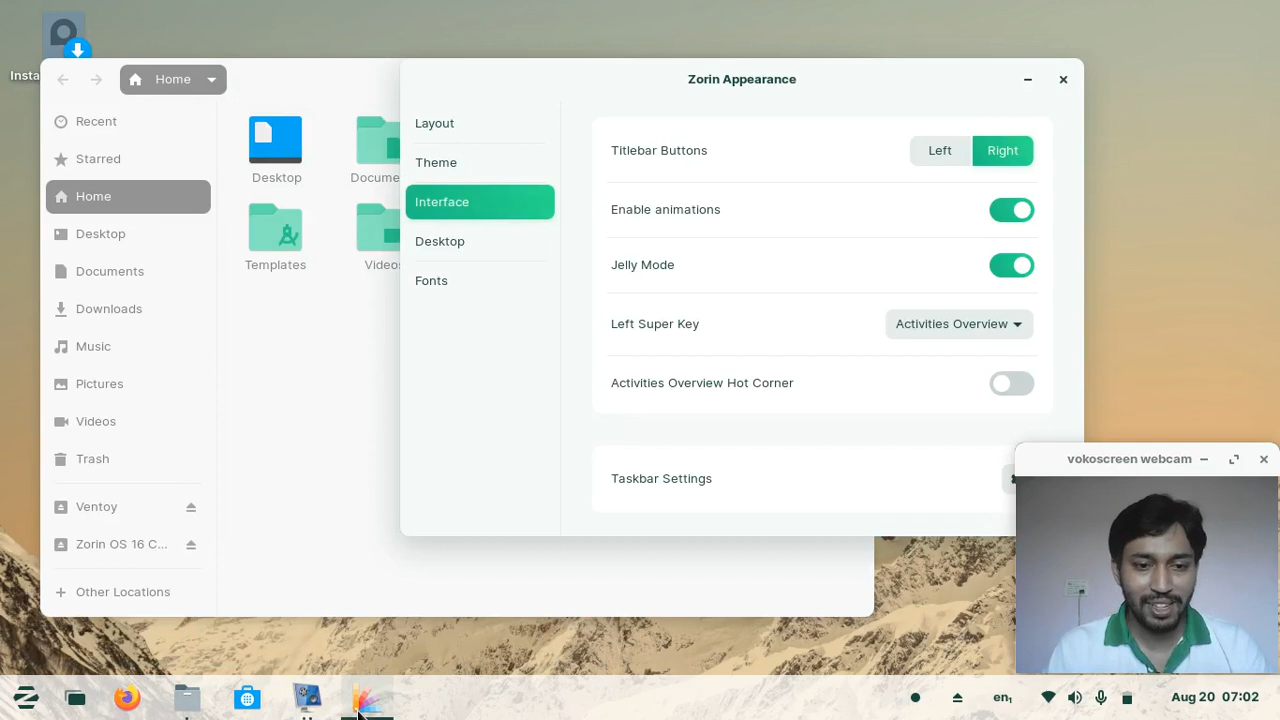 Insta
Home
Recent
Starred
Home
Desktop
Documents
Downloads
Music
Pictures
Videos
Trash
Ventoy
Zorin OS 16 C...
Other Locations
Desktop
Docume
Templates
Videos
Zorin Appearance
Layout
Theme
Interface
Desktop
Fonts
Titlebar Buttons
Left
Right
Enable animations
Jelly Mode
Left Super Key
Activities Overview
Activities Overview Hot Corner
Taskbar Settings
vokoscreen webcam
en₁
Aug 20 07:02